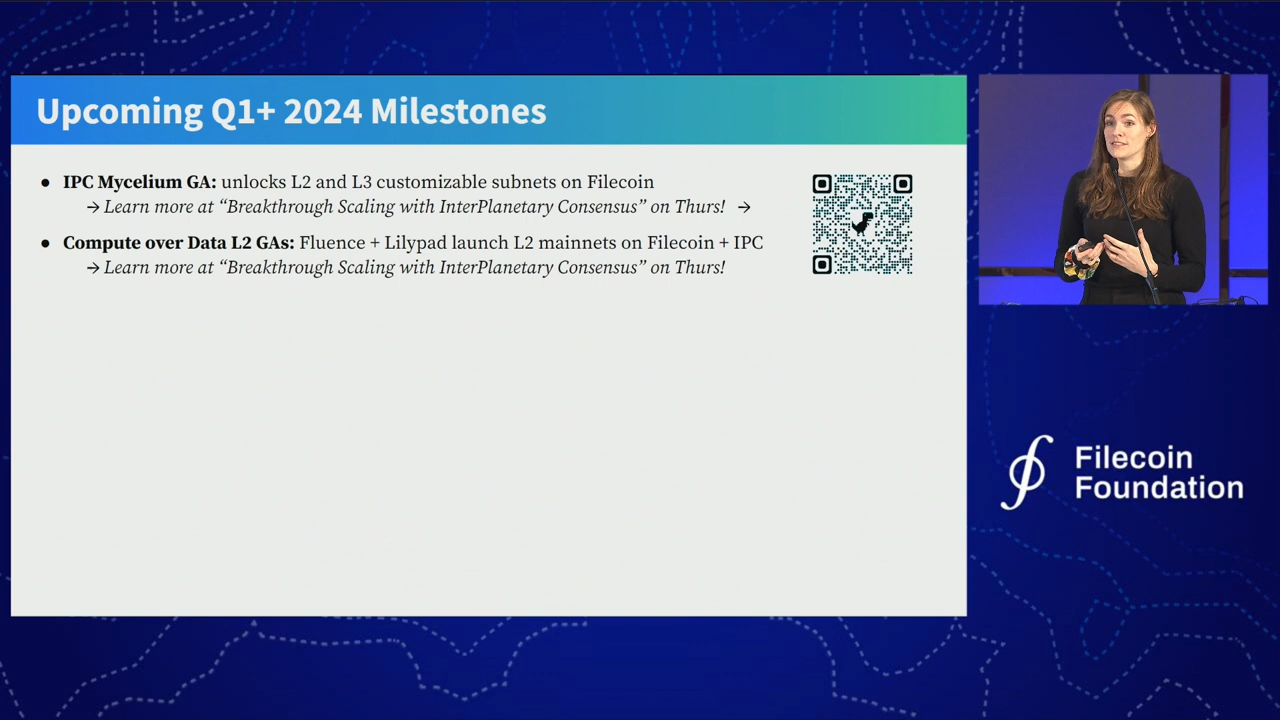 Upcoming Q1+ 2024 Milestones
● IPC Mycelium GA: unlocks L2 and L3 customizable subnets on Filecoin
→ Learn more at “Breakthrough Scaling with InterPlanetary Consensus” on Thurs! →
● Compute over Data L2 GAs: Fluence + Lilypad launch L2 mainnets on Filecoin + IPC
→ Learn more at “Breakthrough Scaling with InterPlanetary Consensus” on Thurs!
Filecoin
Foundation